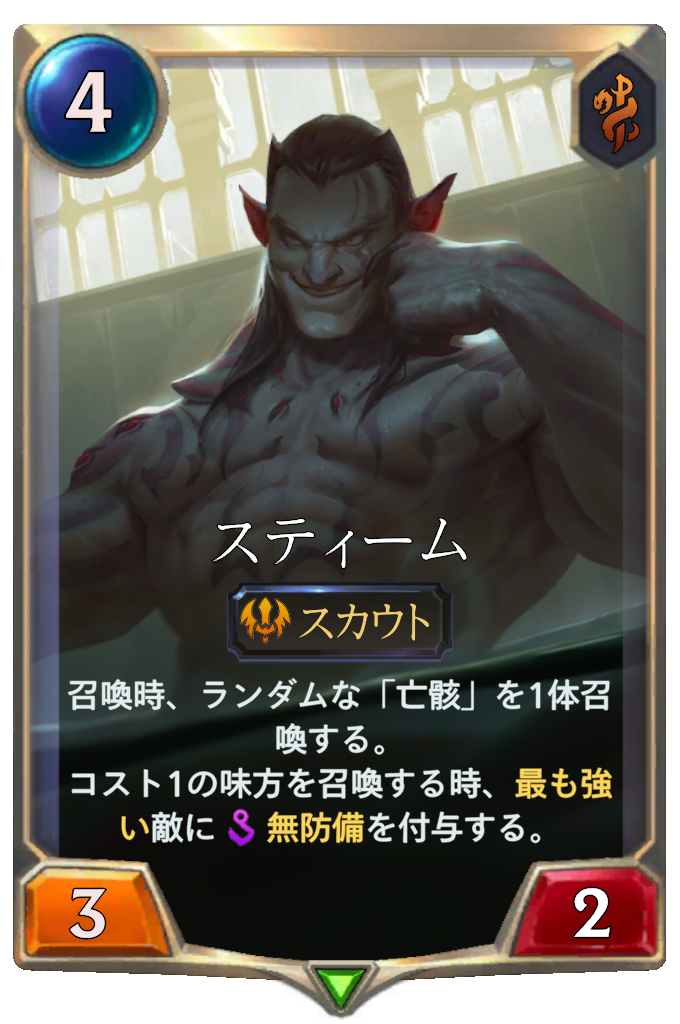 4
スティーム
スカウト
召喚時、ランダムな「亡骸」を1体召
喚する。
コスト1の味方を召喚する時、最も強
い敵に 無防備を付与する。
3
2